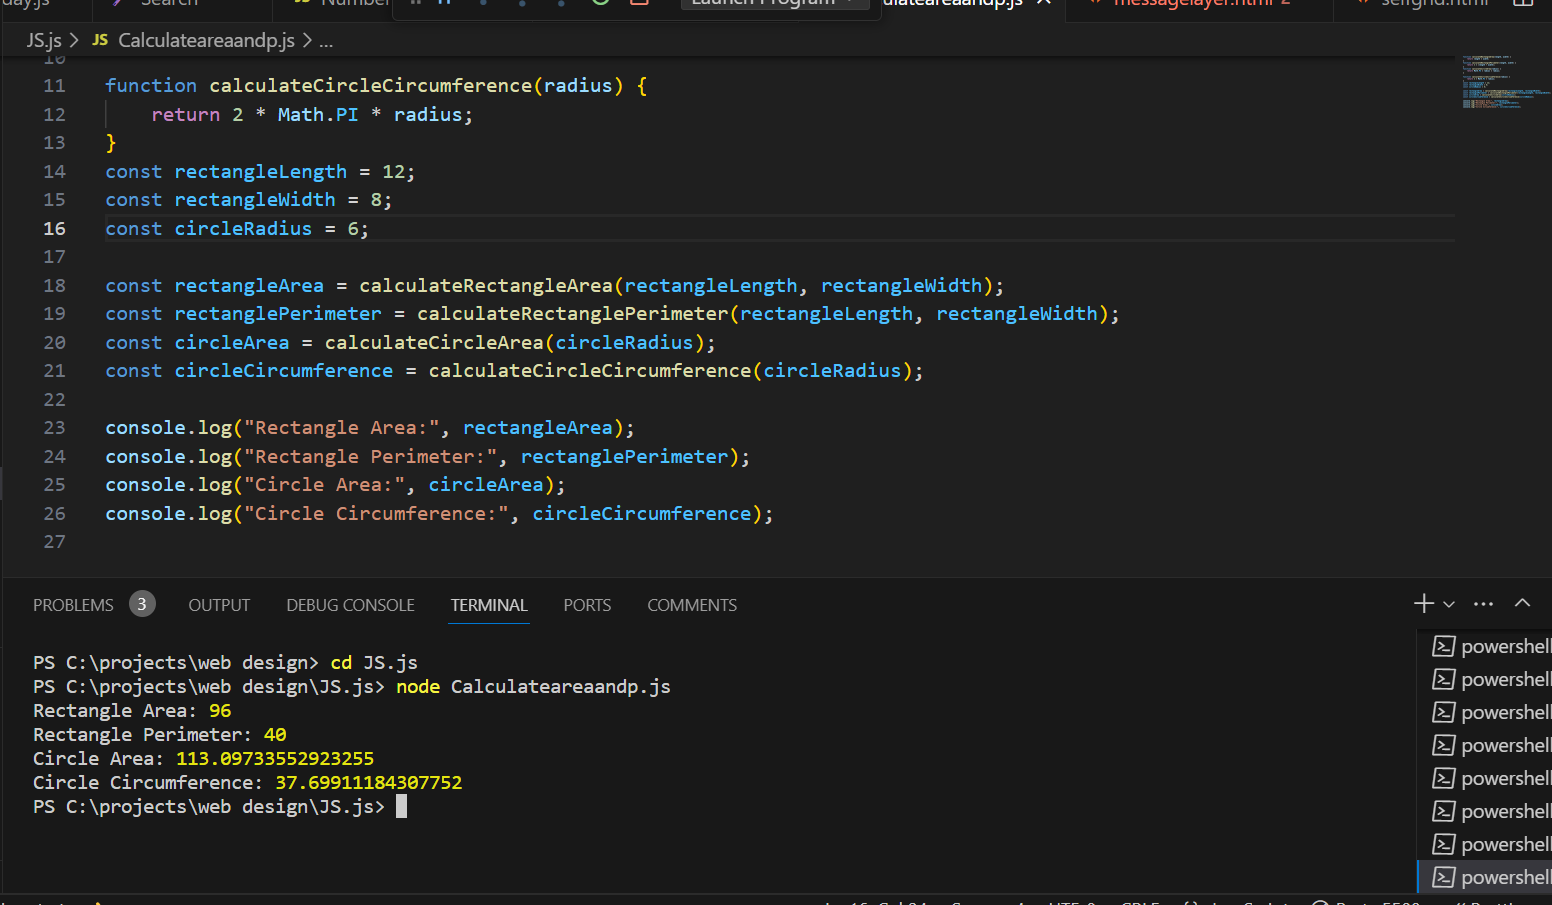 day.js Search JS Number Launch Program ulateareaandp.js messagelayer.html 2 selfgrid.html
JS.js > JS Calculateareaandp.js > ...
10
11 function calculateCircleCircumference(radius) {
12 return 2 * Math.PI * radius;
13 }
14 const rectangleLength = 12;
15 const rectangleWidth = 8;
16 const circleRadius = 6;
17
18 const rectangleArea = calculateRectangleArea(rectangleLength, rectangleWidth);
19 const rectanglePerimeter = calculateRectanglePerimeter(rectangleLength, rectangleWidth);
20 const circleArea = calculateCircleArea(circleRadius);
21 const circleCircumference = calculateCircleCircumference(circleRadius);
22
23 console.log("Rectangle Area:", rectangleArea);
24 console.log("Rectangle Perimeter:", rectanglePerimeter);
25 console.log("Circle Area:", circleArea);
26 console.log("Circle Circumference:", circleCircumference);
27
PROBLEMS 3 OUTPUT DEBUG CONSOLE TERMINAL PORTS COMMENTS
PS C:\projects\web design> cd JS.js
PS C:\projects\web design\JS.js> node Calculateareaandp.js
Rectangle Area: 96
Rectangle Perimeter: 40
Circle Area: 113.09733552923255
Circle Circumference: 37.69911184307752
PS C:\projects\web design\JS.js>
powershell
powershell
powershell
powershell
powershell
powershell
powershell
powershell